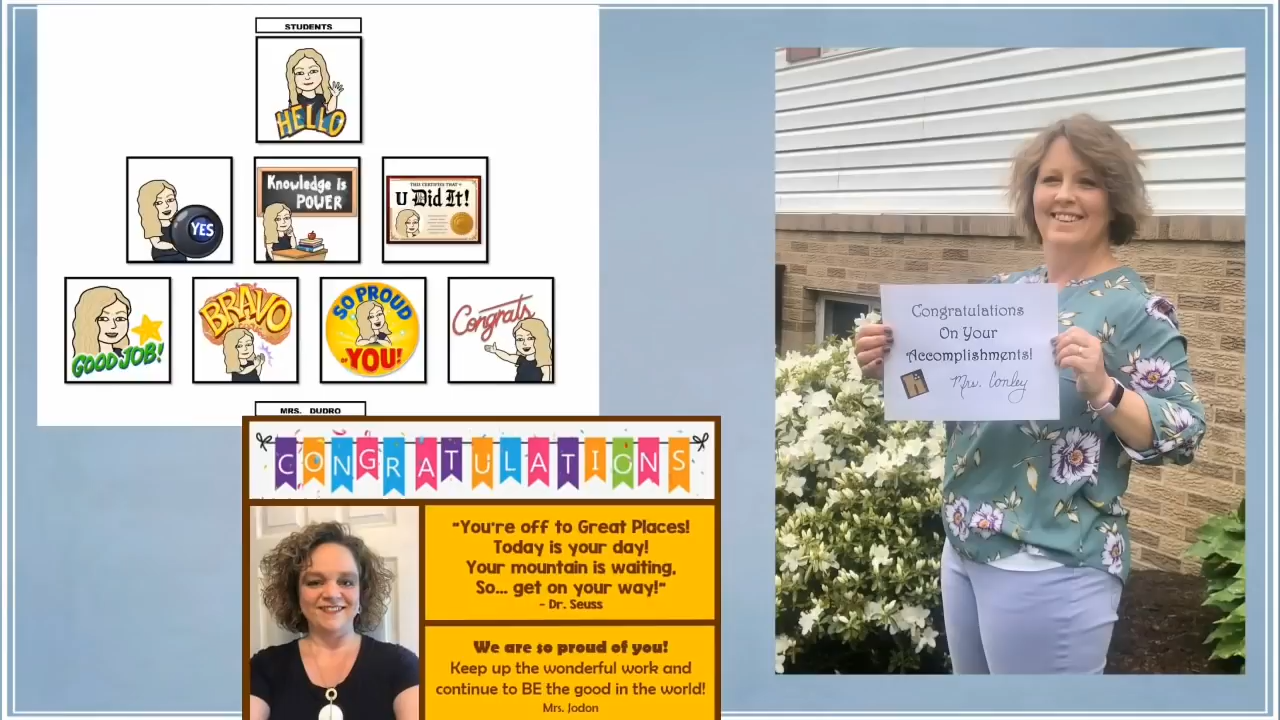 STUDENTS
HELLO
YES
Knowledge is
POWER
THIS CERTIFIES THAT
U Did It!
GOOD JOB!
BRAVO
SO PROUD
OF YOU!
Congrats
MRS. DUDRO
CONGRATULATIONS
"You're off to Great Places!
Today is your day!
Your mountain is waiting,
So... get on your way!"
- Dr. Seuss
We are so proud of you!
Keep up the wonderful work and
continue to BE the good in the world!
Mrs. Jodon
Congratulations
On Your
Accomplishments!
Mrs. Conley